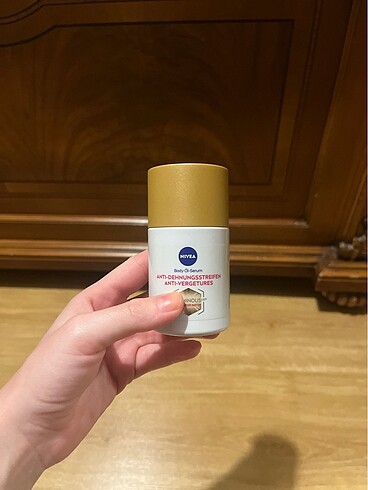 NIVEA
Body Öl-Serum
ANTI-DEHNUNGSSTREIFEN
ANTI-VERGETURES